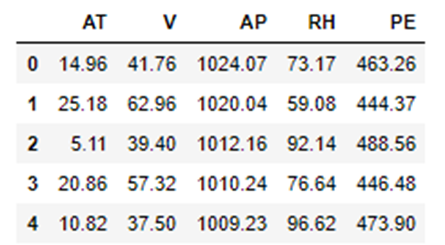 AT V AP RH PE
0 14.96 41.76 1024.07 73.17 463.26
1 25.18 62.96 1020.04 59.08 444.37
2 5.11 39.40 1012.16 92.14 488.56
3 20.86 57.32 1010.24 76.64 446.48
4 10.82 37.50 1009.23 96.62 473.90